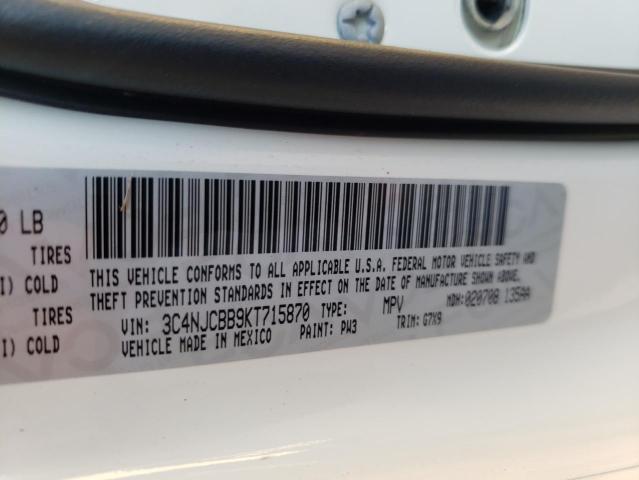 0 LB
TIRES
I) COLD
TIRES
I) COLD
THIS VEHICLE CONFORMS TO ALL APPLICABLE U.S.A. FEDERAL MOTOR VEHICLE SAFETY AND
THEFT PREVENTION STANDARDS IN EFFECT ON THE DATE OF MANUFACTURE SHOWN ABOVE.
VIN: 3C4NJCBB9KT715870 TYPE: MPV MDH: 020708 135AA
VEHICLE MADE IN MEXICO PAINT: PW3 TRIM: G7X9